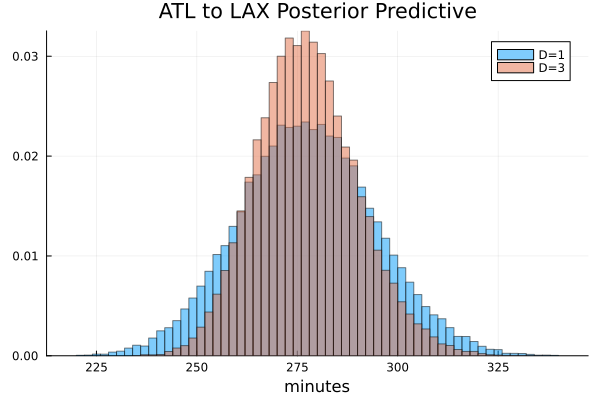 ATL to LAX Posterior Predictive
D=1
D=3
0.03
0.02
0.01
0.00
225 250 275 300 325
minutes